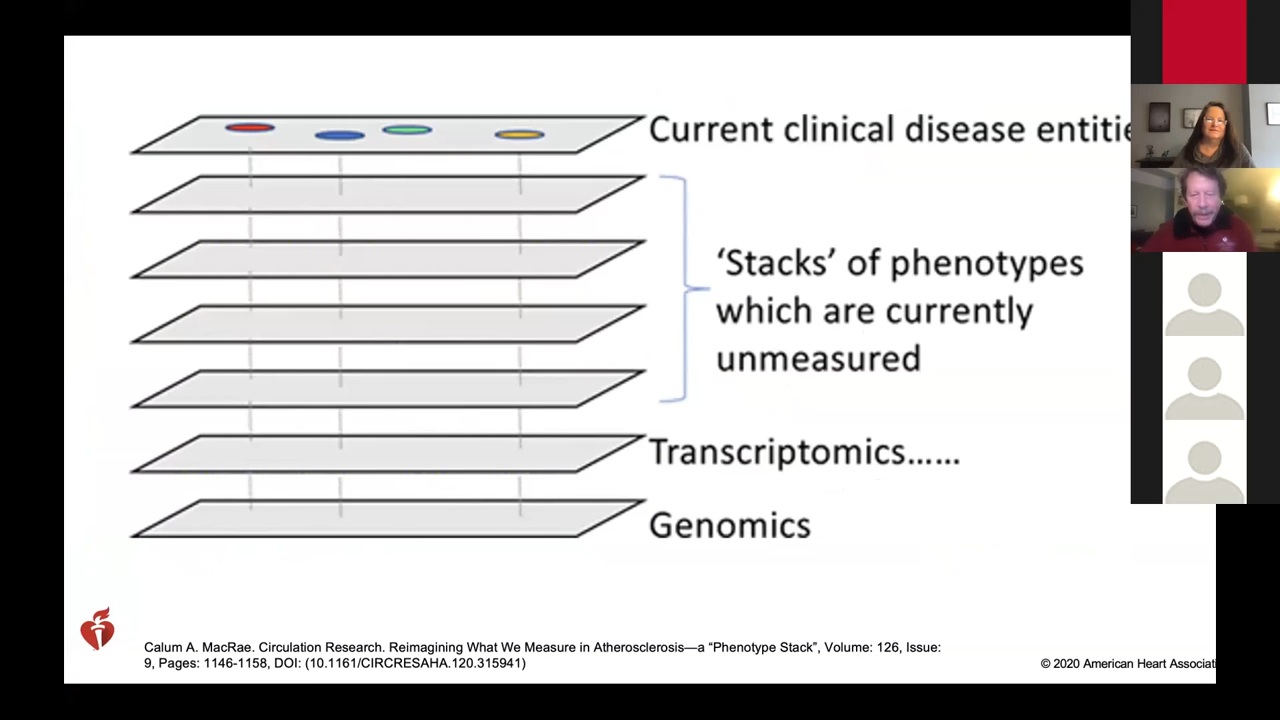 Current clinical disease entitie
‘Stacks’ of phenotypes
which are currently
unmeasured
Transcriptomics……
Genomics
Calum A. MacRae. Circulation Research. Reimagining What We Measure in Atherosclerosis—a “Phenotype Stack”, Volume: 126, Issue:
9, Pages: 1146-1158, DOI: (10.1161/CIRCRESAHA.120.315941)
© 2020 American Heart Associati